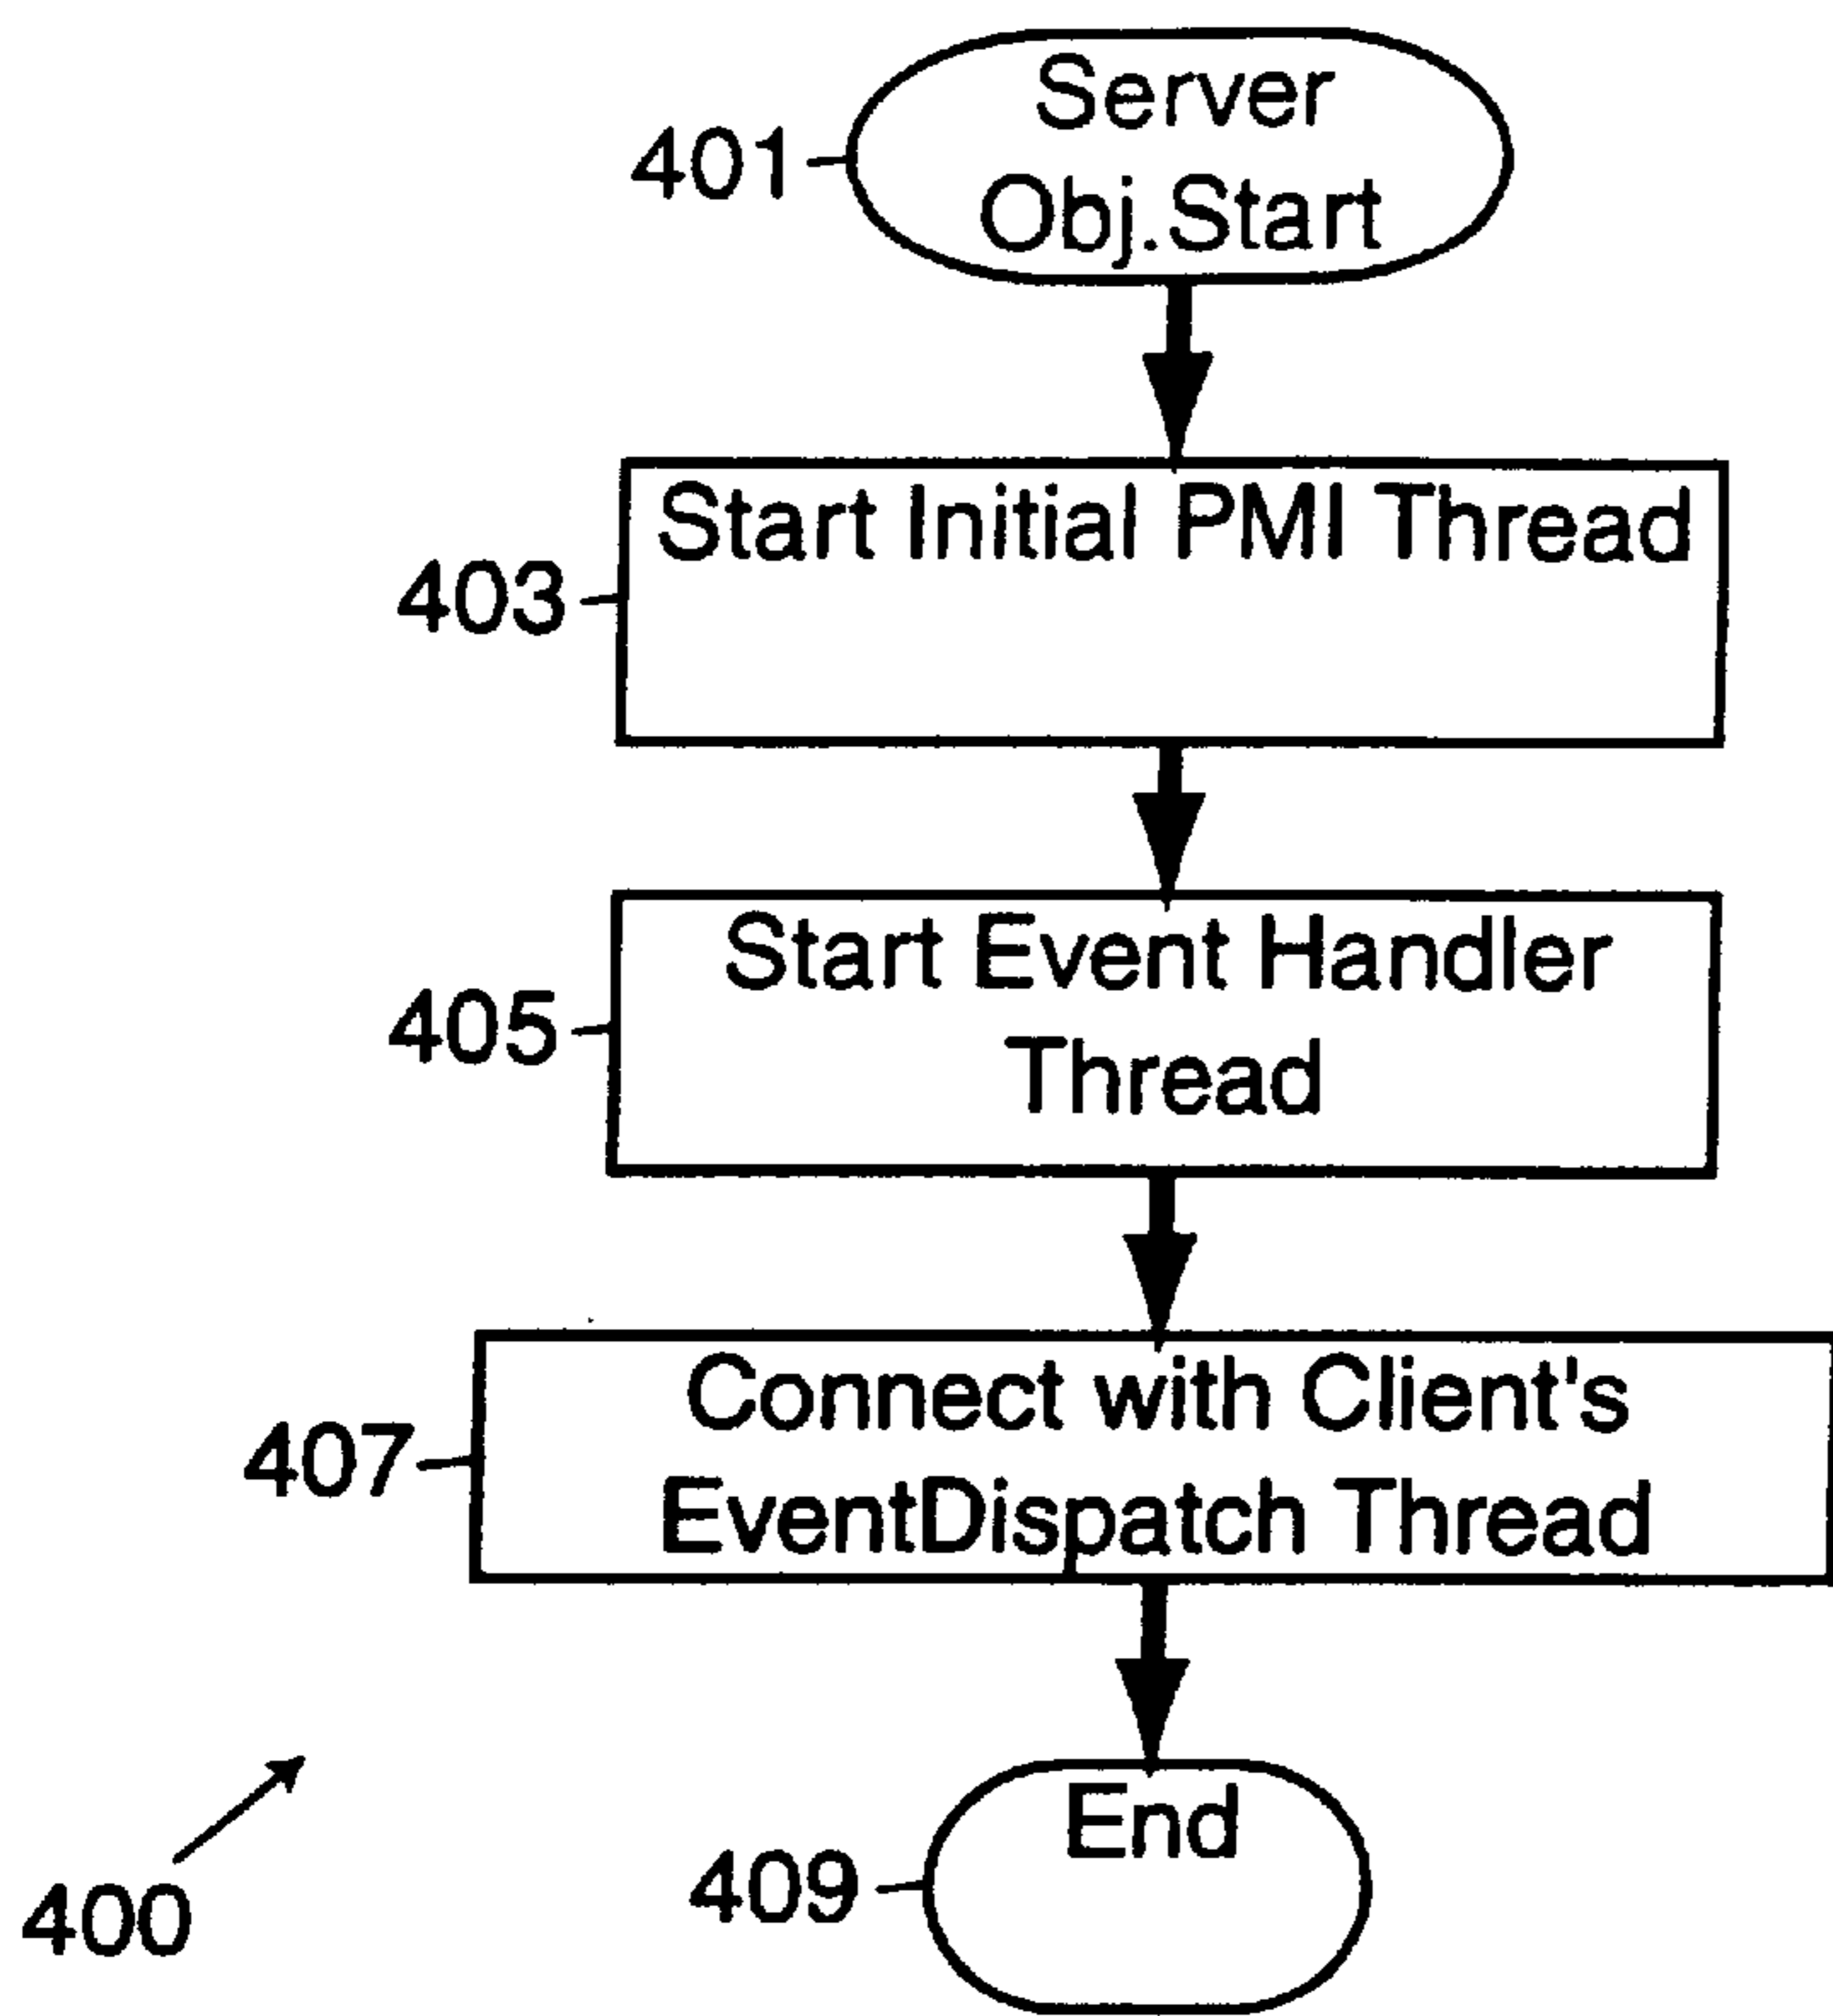 Server
Obj.Start
401
Start Initial PMI Thread
403
Start Event Handler
Thread
405
Connect with Client's
EventDispatch Thread
407
End
409
400